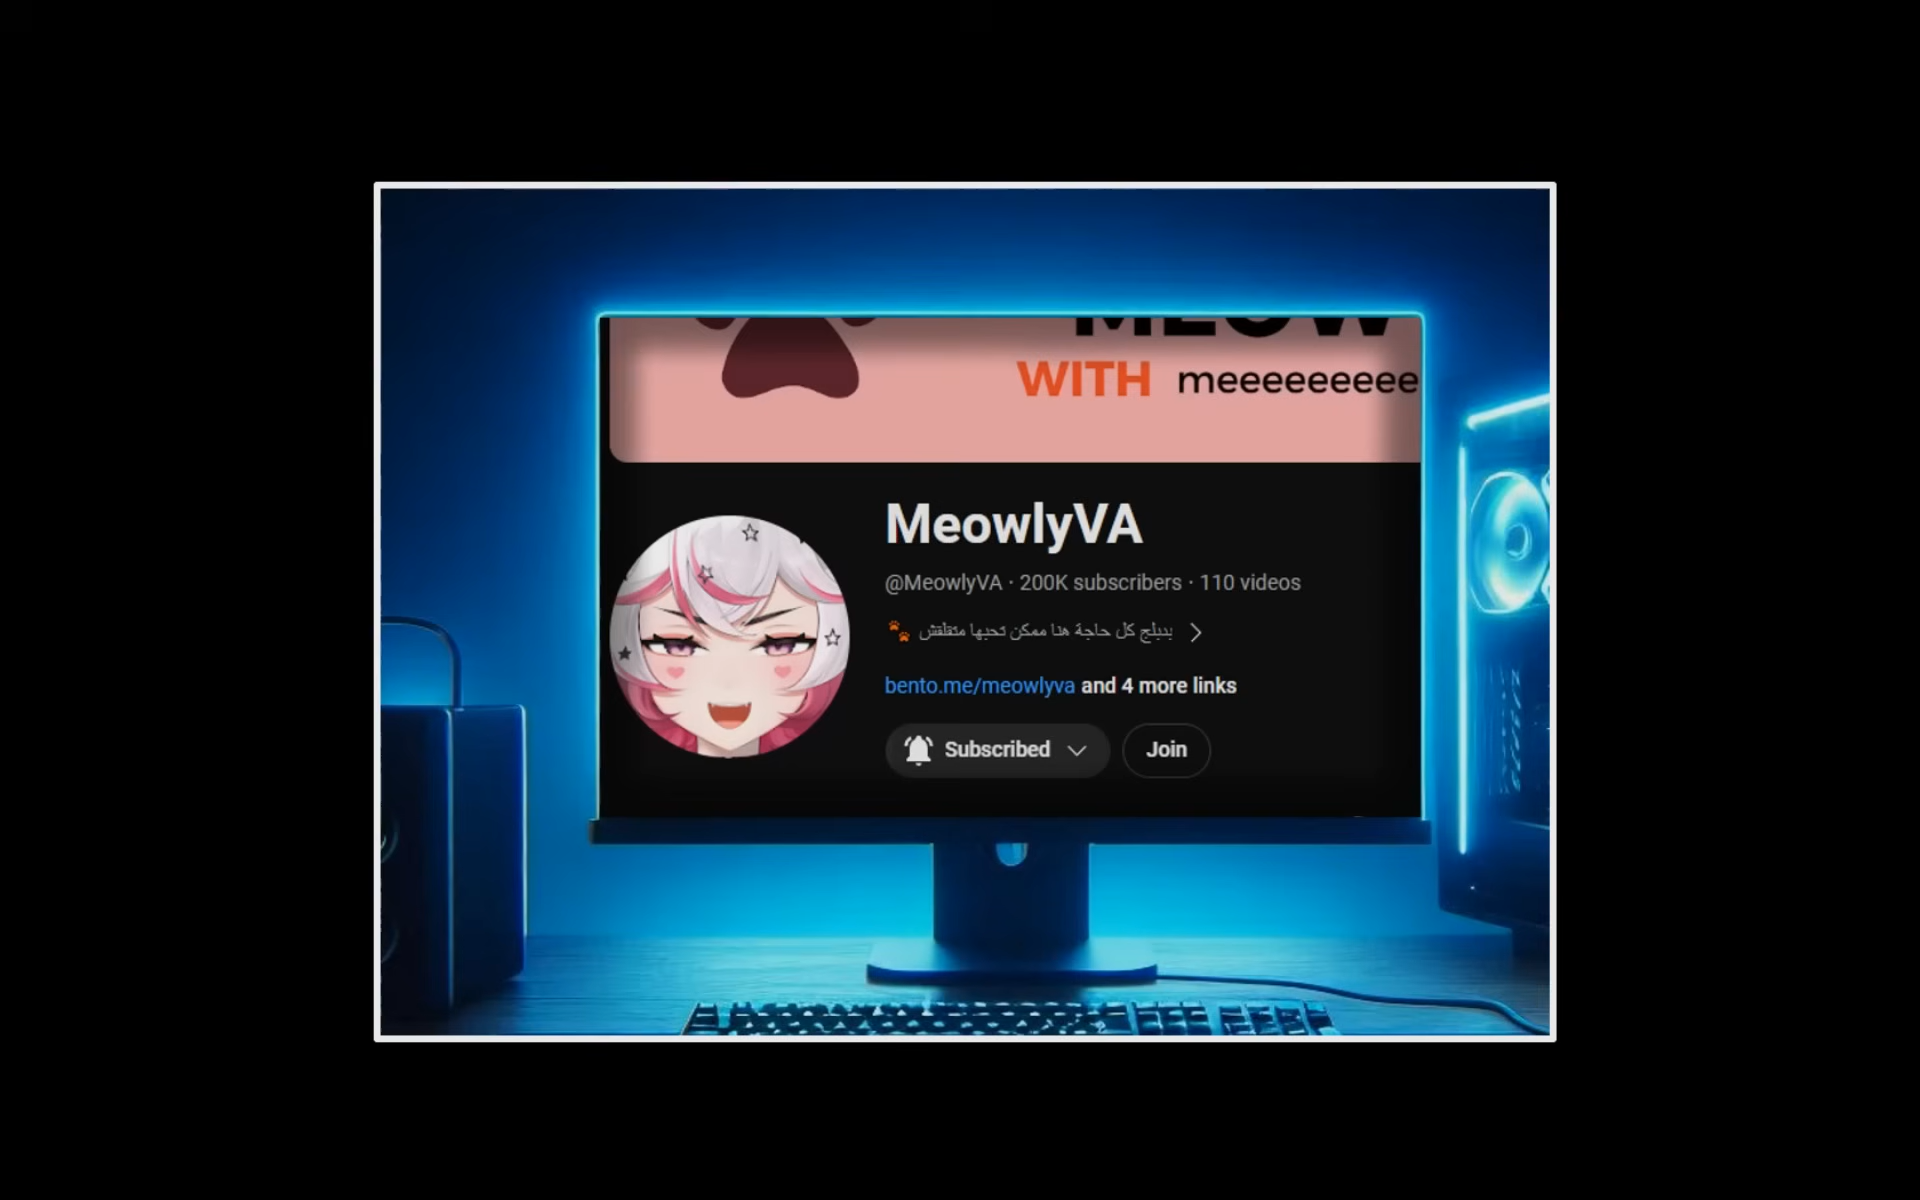 MEOW
WITH meeeeeeeee
MeowlyVA
@MeowlyVA · 200K subscribers · 110 videos
بدبلج كل حاجة هنا ممكن تحبها متقلقش
bento.me/meowlyva and 4 more links
Subscribed
Join